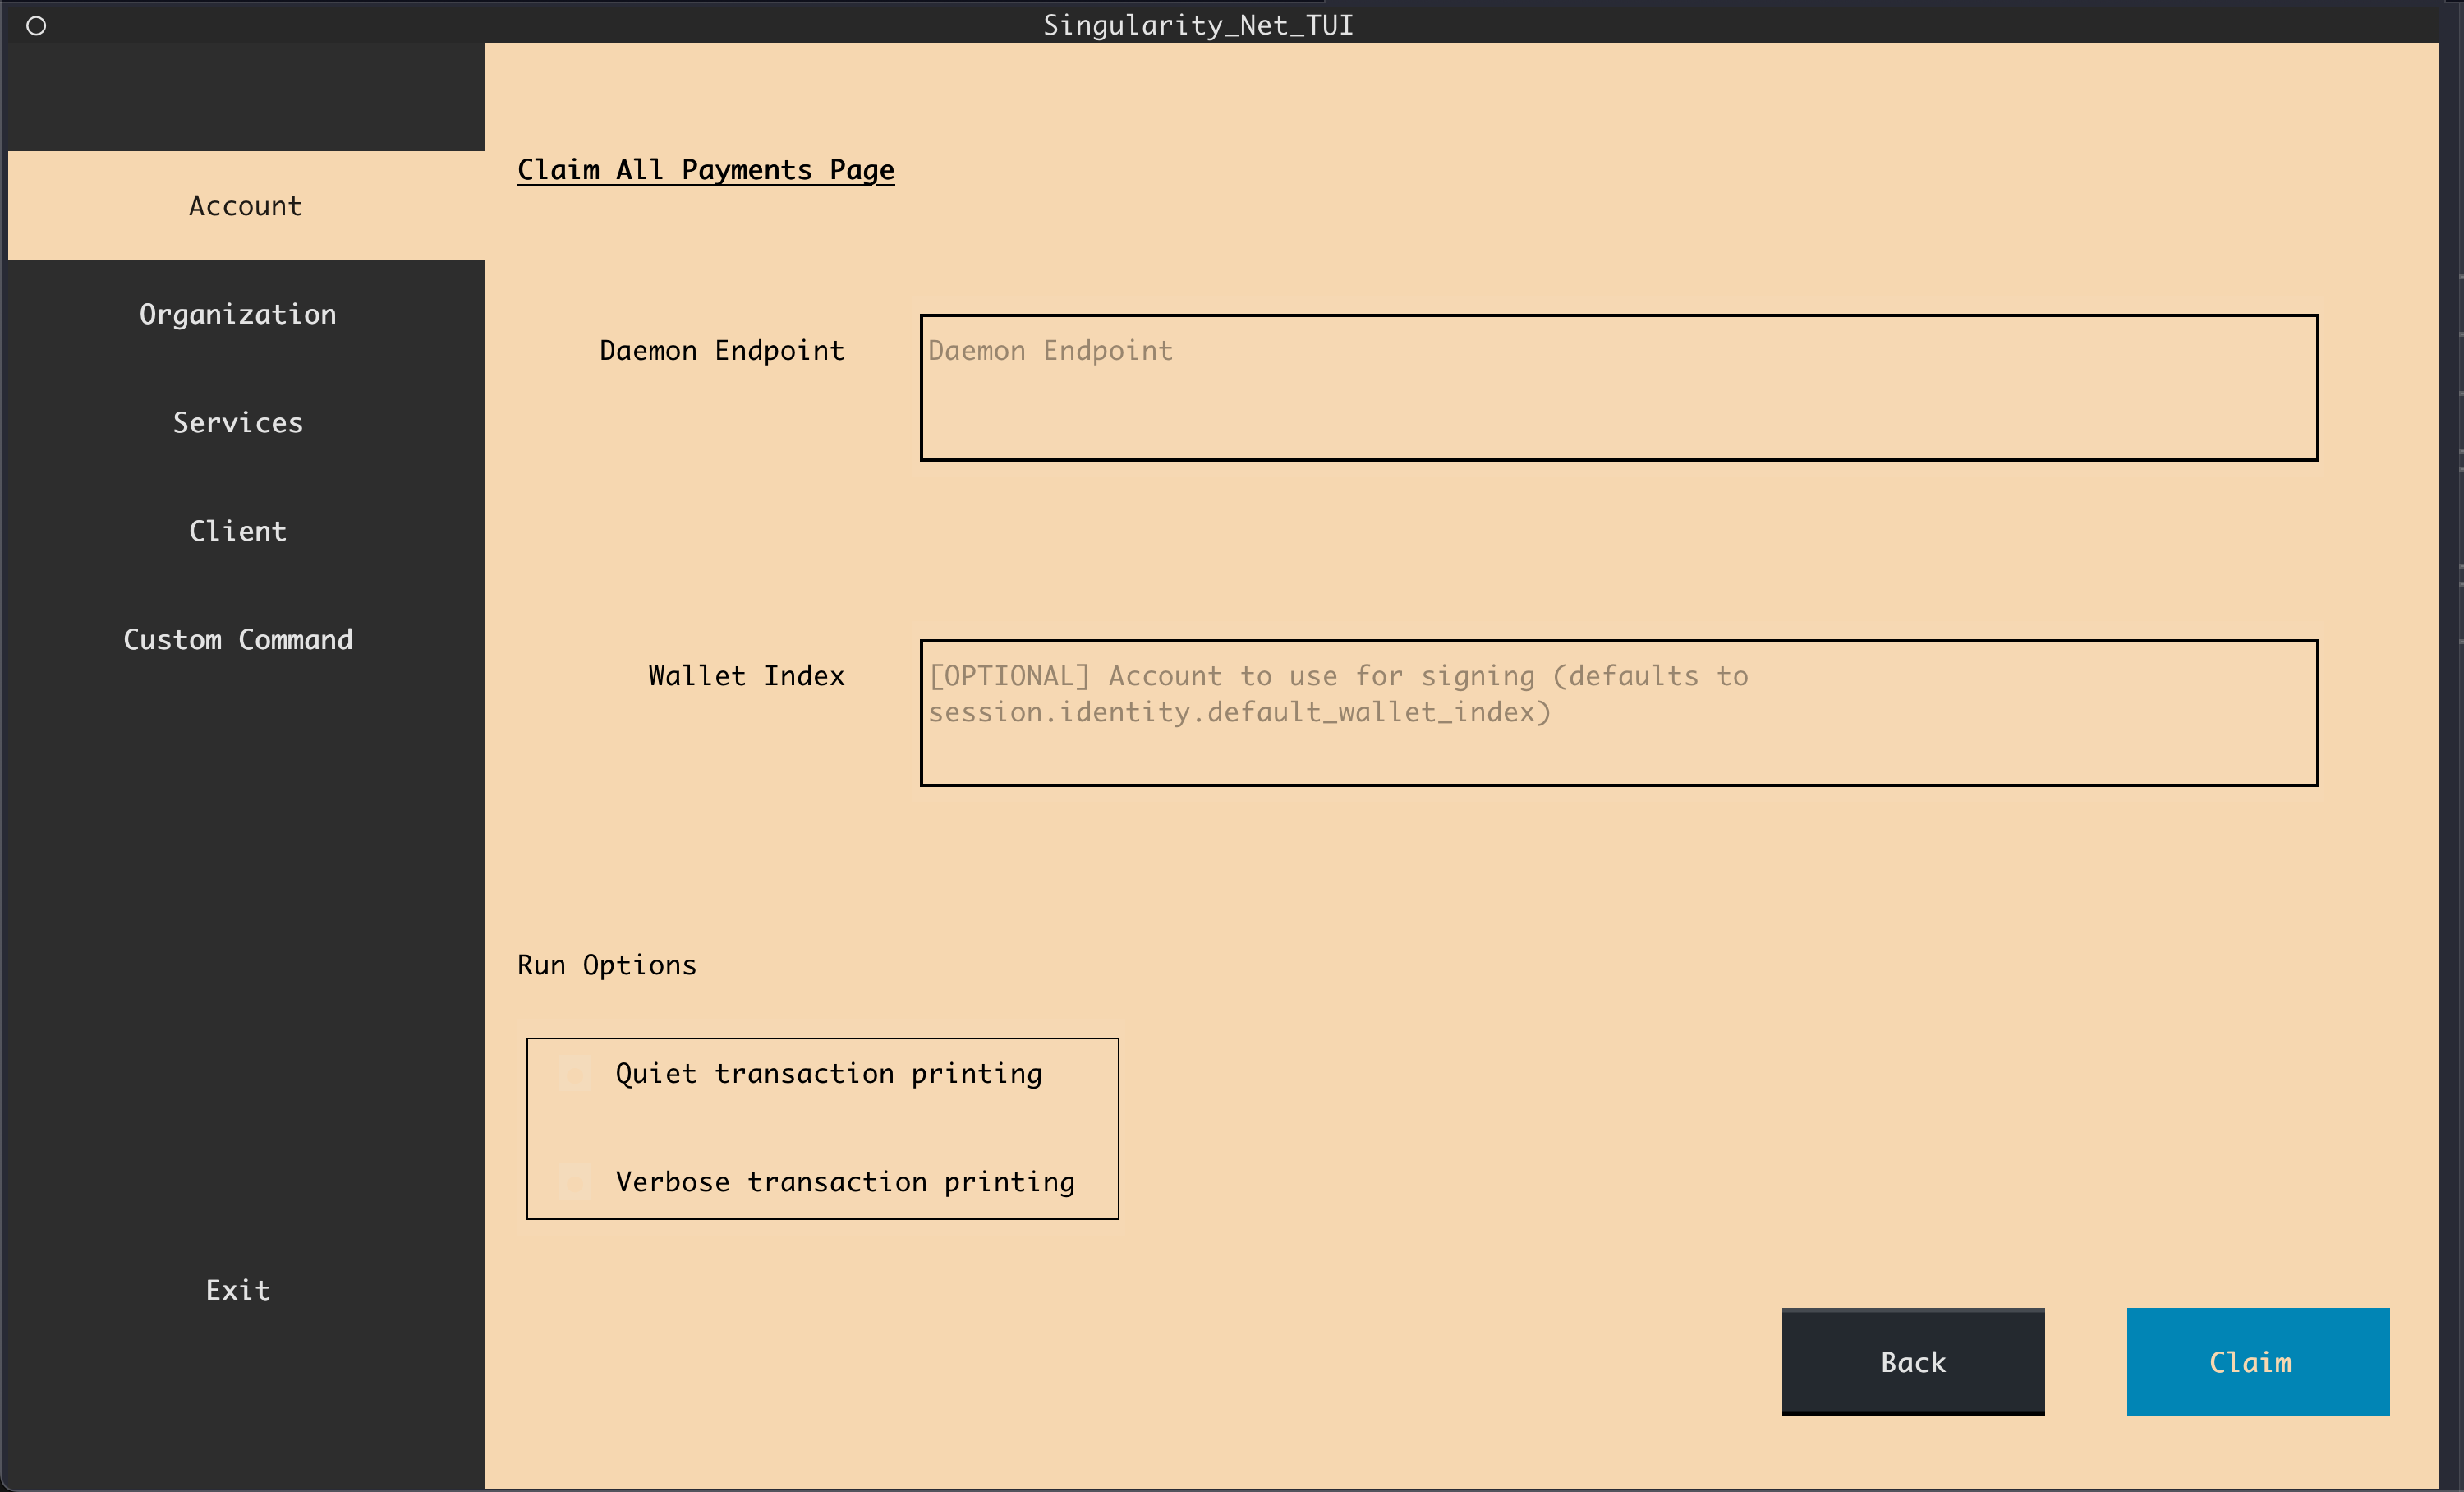 Singularity_Net_TUI
Account
Organization
Services
Client
Custom Command
Exit
Claim All Payments Page
Daemon Endpoint
Daemon Endpoint
Wallet Index
[OPTIONAL] Account to use for signing (defaults to
session.identity.default_wallet_index)
Run Options
Quiet transaction printing
Verbose transaction printing
Back
Claim